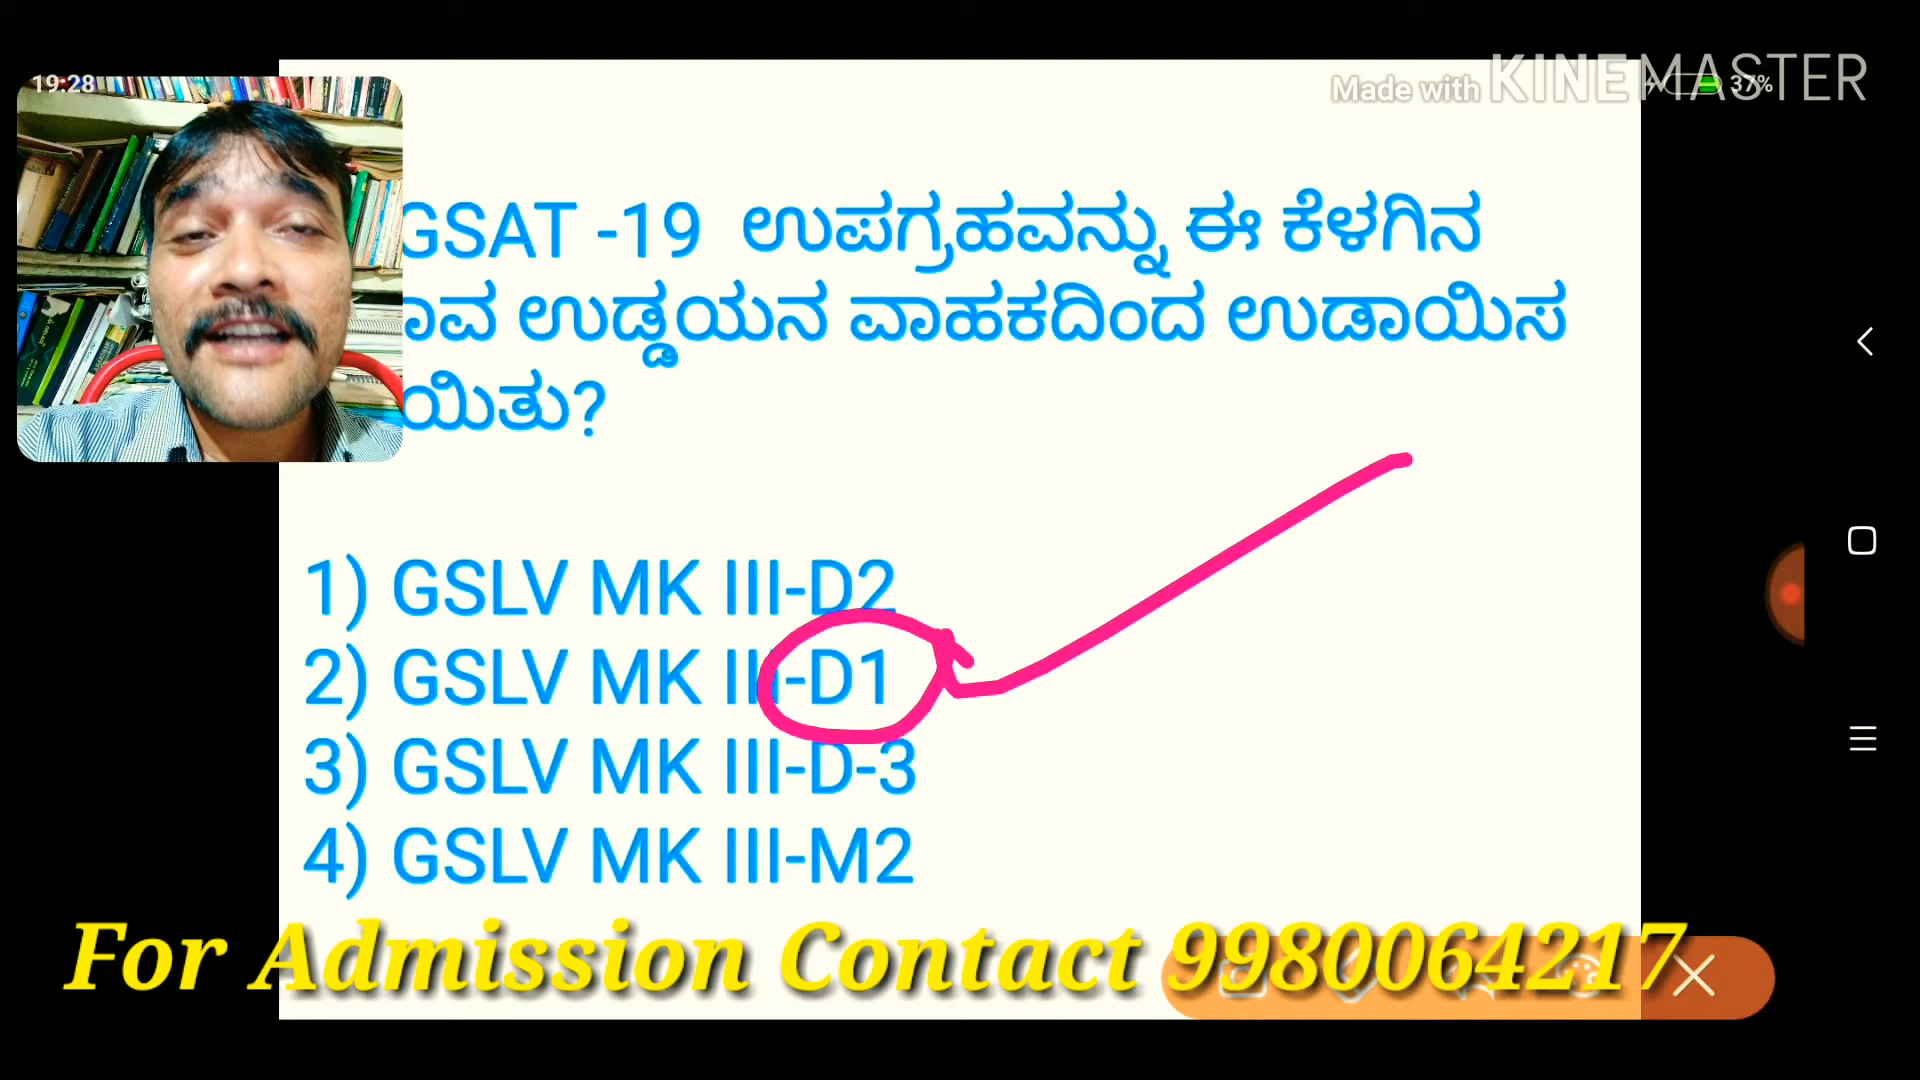 19:28
Made with KINEMASTER
37%
GSAT -19 ಉಪಗ್ರಹವನ್ನು ಈ ಕೆಳಗಿನ
ಾವ ಉಡ್ಡಯನ ವಾಹಕದಿಂದ ಉಡಾಯಿಸ
ಯಿತು?
1) GSLV MK III-D2
2) GSLV MK III-D1
3) GSLV MK III-D-3
4) GSLV MK III-M2
For Admission Contact 9980064217